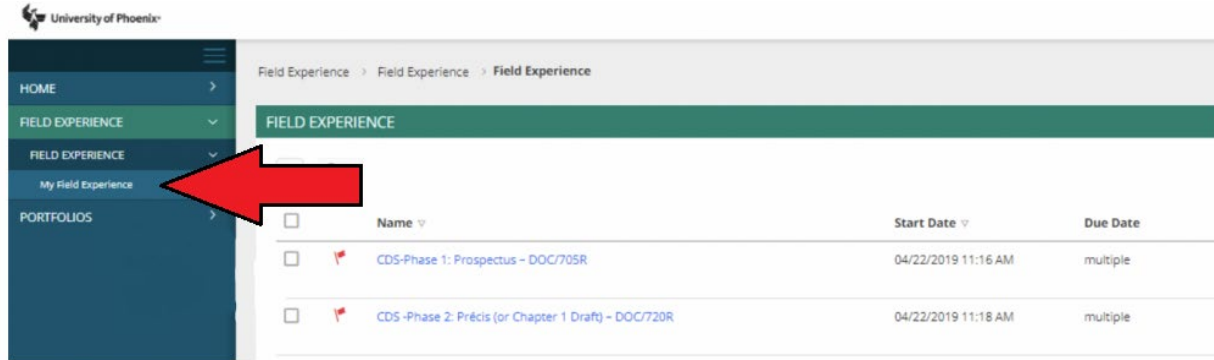 University of Phoenix®
Field Experience > Field Experience > Field Experience
HOME
FIELD EXPERIENCE
FIELD EXPERIENCE
My Field Experience
PORTFOLIOS
FIELD EXPERIENCE
Name Start Date Due Date
CDS-Phase 1: Prospectus – DOC/705R 04/22/2019 11:16 AM multiple
CDS -Phase 2: Précis (or Chapter 1 Draft) – DOC/720R 04/22/2019 11:18 AM multiple